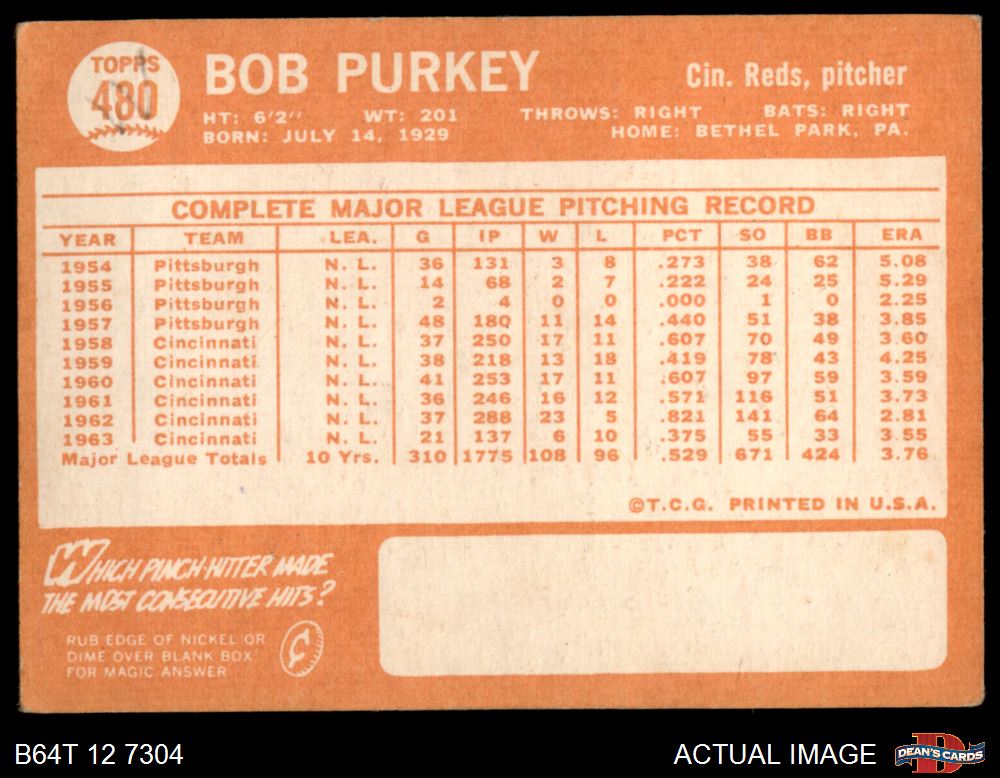 TOPPS
480
BOB PURKEY
Cin. Reds, pitcher
HT: 6'2" WT: 201 THROWS: RIGHT BATS: RIGHT
BORN: JULY 14, 1929 HOME: BETHEL PARK, PA.
COMPLETE MAJOR LEAGUE PITCHING RECORD
YEAR TEAM LEA. G IP W L PCT SO BB ERA
1954 Pittsburgh N. L. 36 131 3 8 .273 38 62 5.08
1955 Pittsburgh N. L. 14 68 2 7 .222 24 25 5.29
1956 Pittsburgh N. L. 2 4 0 0 .000 1 0 2.25
1957 Pittsburgh N. L. 48 180 11 14 .440 51 38 3.85
1958 Cincinnati N. L. 37 250 17 11 .607 70 49 3.60
1959 Cincinnati N. L. 38 218 13 18 .419 78 43 4.25
1960 Cincinnati N. L. 41 253 17 11 .607 97 59 3.59
1961 Cincinnati N. L. 36 246 16 12 .571 116 51 3.73
1962 Cincinnati N. L. 37 288 23 5 .821 141 64 2.81
1963 Cincinnati N. L. 21 137 6 10 .375 55 33 3.55
Major League Totals 10 Yrs. 310 1775 108 96 .529 671 424 3.76
©T.C.G. PRINTED IN U.S.A.
WHICH PINCH-HITTER MADE
THE MOST CONSECUTIVE HITS?
RUB EDGE OF NICKEL OR
DIME OVER BLANK BOX
FOR MAGIC ANSWER
¢
B64T 12 7304 ACTUAL IMAGE
D
DEAN'S CARDS